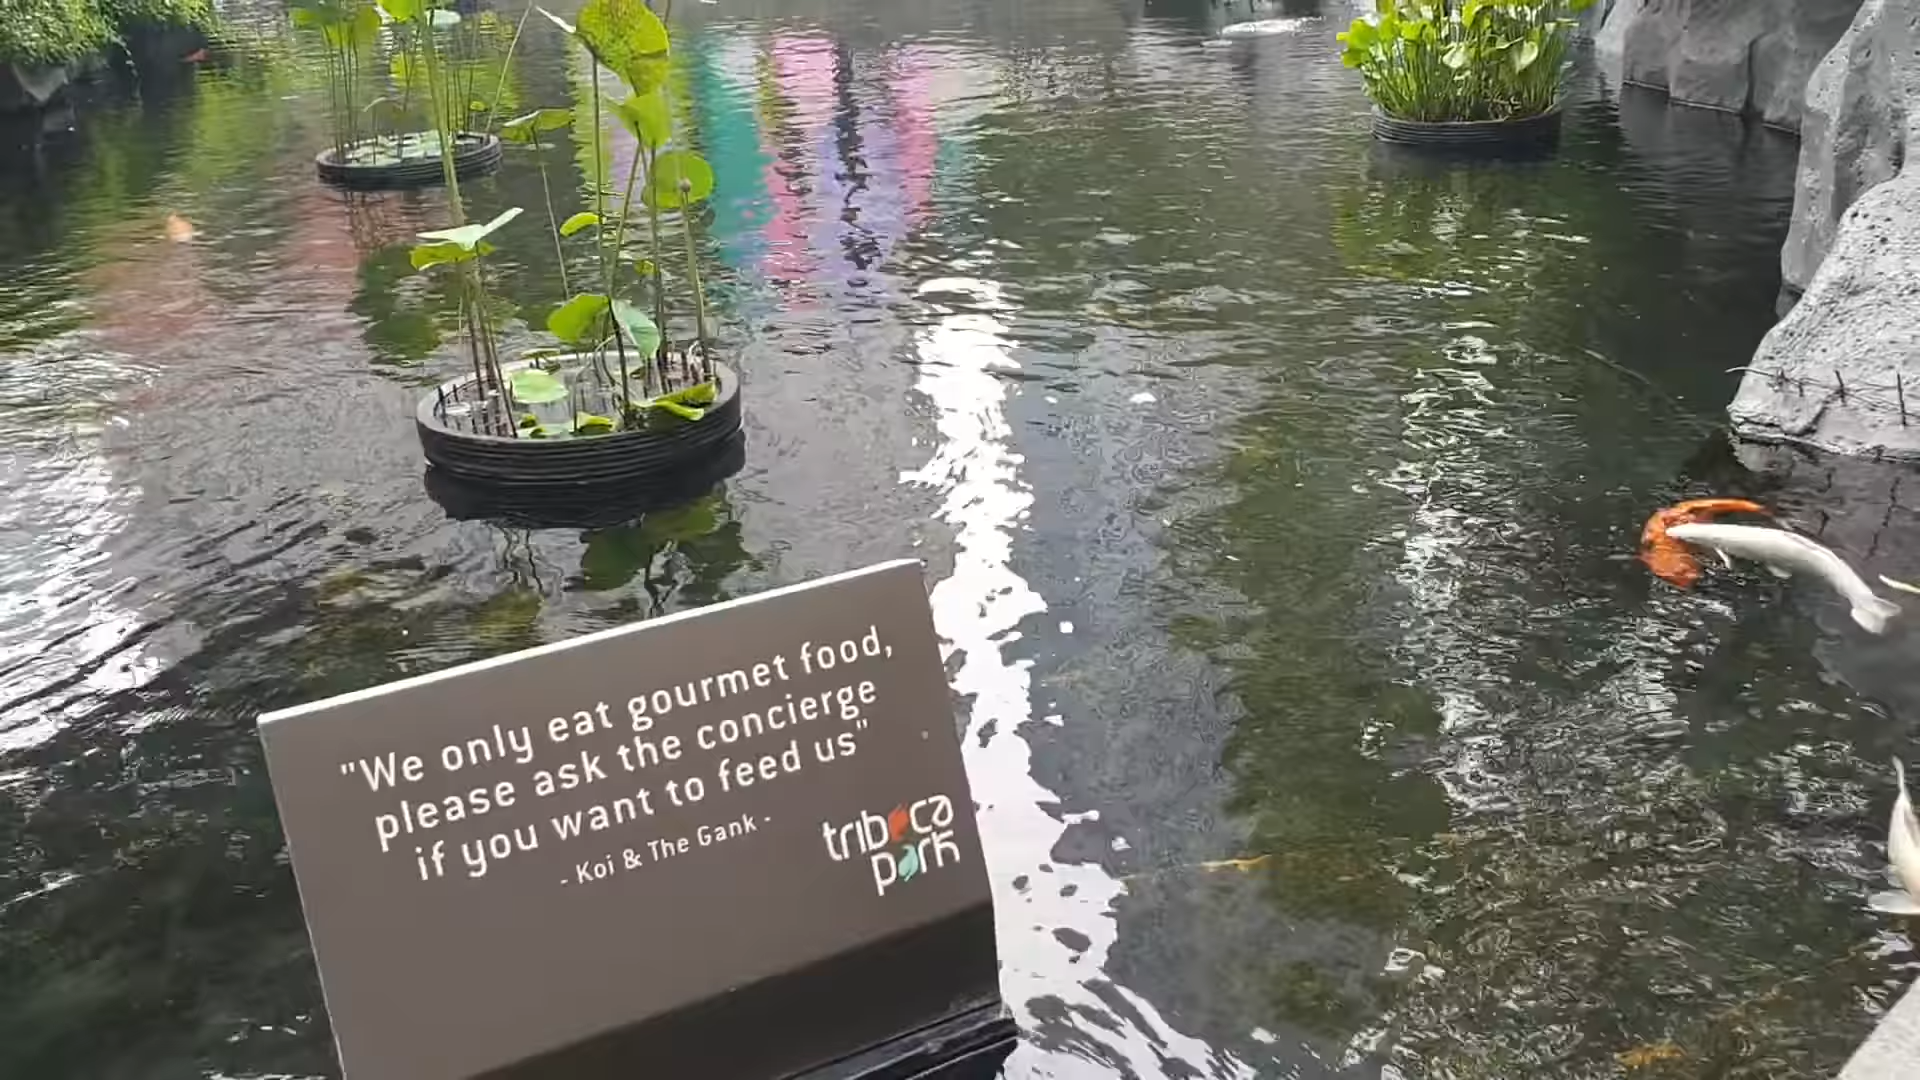 "We only eat gourmet food,
please ask the concierge
if you want to feed us"
- Koi & The Gank -
tribeca
park